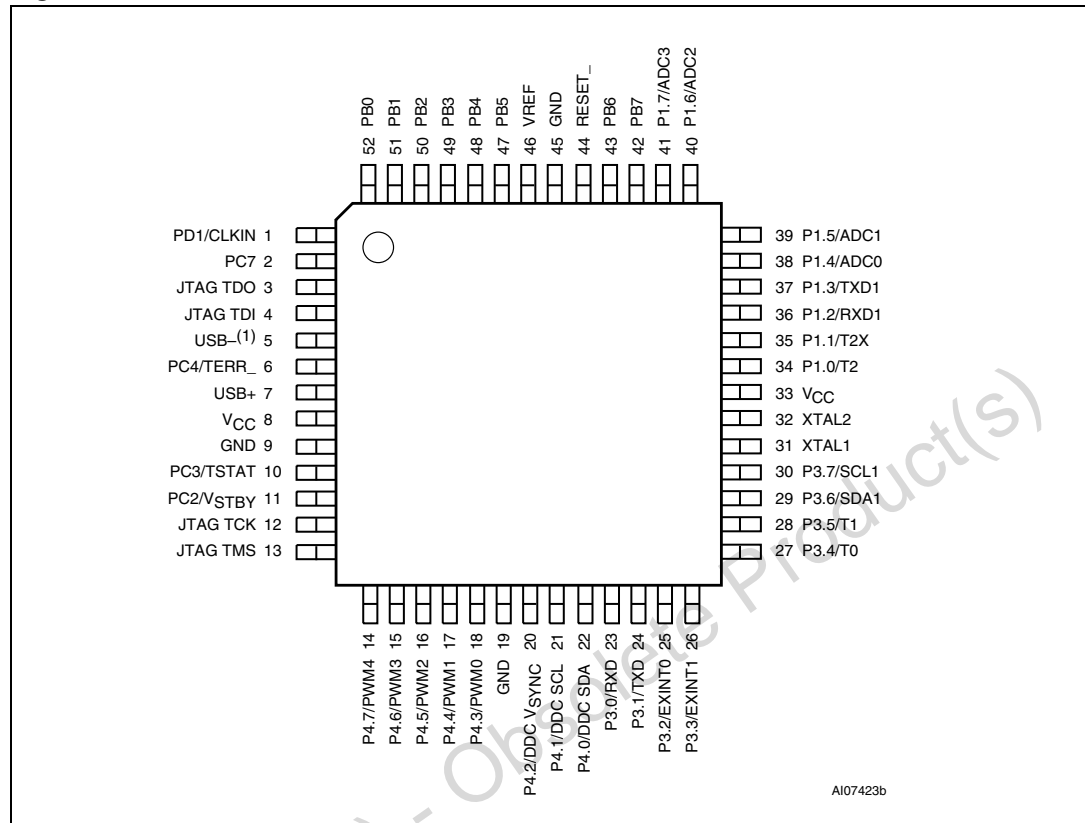 52 PB0
51 PB1
50 PB2
49 PB3
48 PB4
47 PB5
46 VREF
45 GND
44 RESET_
43 PB6
42 PB7
41 P1.7/ADC3
40 P1.6/ADC2
PD1/CLKIN 1
PC7 2
JTAG TDO 3
JTAG TDI 4
USB–(1) 5
PC4/TERR_ 6
USB+ 7
VCC 8
GND 9
PC3/TSTAT 10
PC2/VSTBY 11
JTAG TCK 12
JTAG TMS 13
39 P1.5/ADC1
38 P1.4/ADC0
37 P1.3/TXD1
36 P1.2/RXD1
35 P1.1/T2X
34 P1.0/T2
33 VCC
32 XTAL2
31 XTAL1
30 P3.7/SCL1
29 P3.6/SDA1
28 P3.5/T1
27 P3.4/T0
P4.7/PWM4 14
P4.6/PWM3 15
P4.5/PWM2 16
P4.4/PWM1 17
P4.3/PWM0 18
GND 19
P4.2/DDC VSYNC 20
P4.1/DDC SCL 21
P4.0/DDC SDA 22
P3.0/RXD 23
P3.1/TXD 24
P3.2/EXINT0 25
P3.3/EXINT1 26
AI07423b
) - Obsolete Product(s)